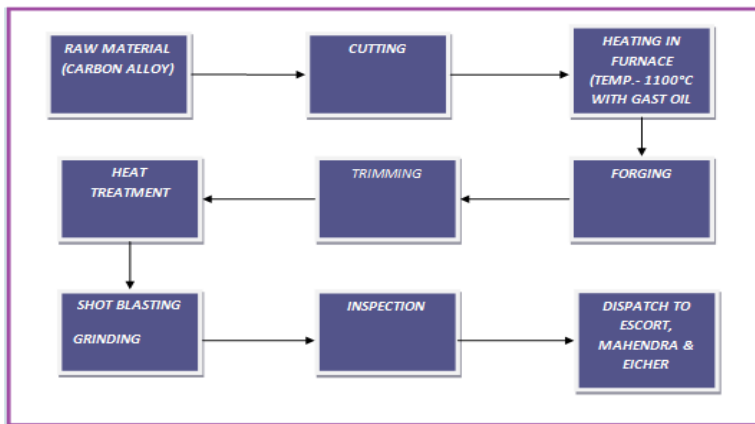 RAW MATERIAL
(CARBON ALLOY)
CUTTING
HEATING IN
FURNACE
(TEMP.- 1100°C
WITH GAST OIL
HEAT
TREATMENT
TRIMMING
FORGING
SHOT BLASTING
GRINDING
INSPECTION
DISPATCH TO
ESCORT,
MAHENDRA &
EICHER